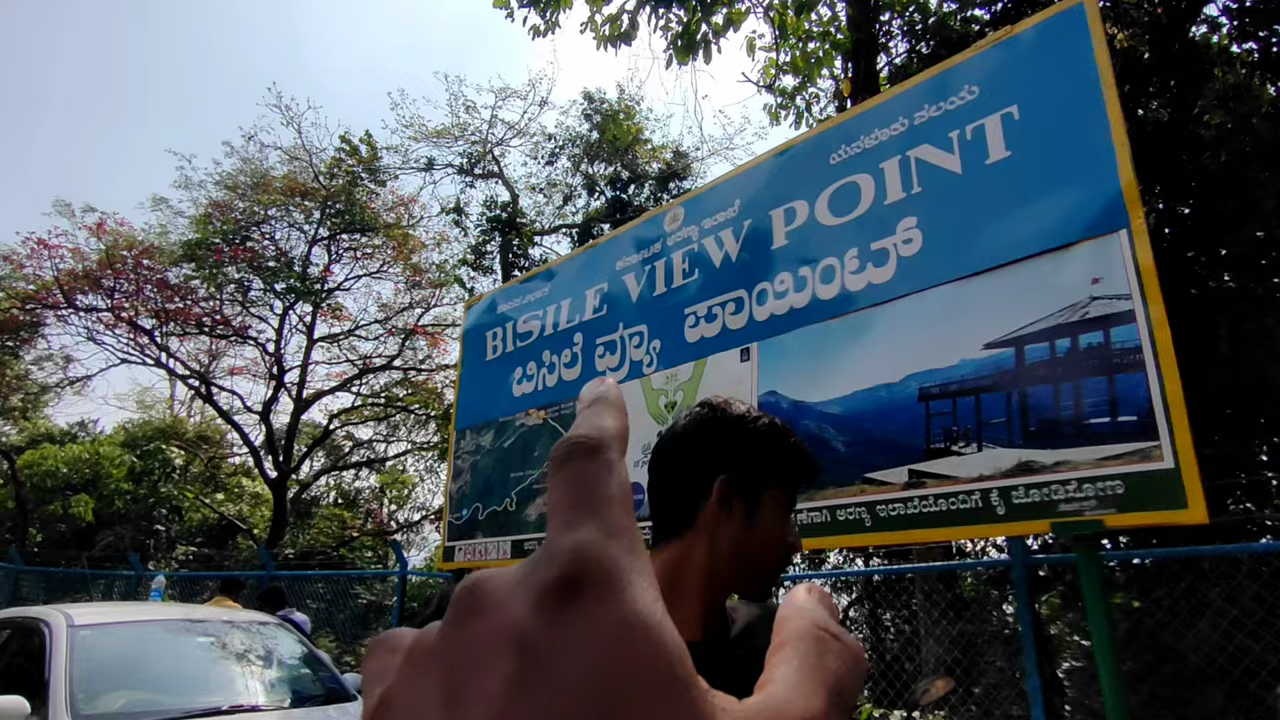 ಯಸಳೂರು ವಲಯ
ಕರ್ನಾಟಕ ಅರಣ್ಯ ಇಲಾಖೆ
BISILE VIEW POINT
ಬಿಸಿಲೆ ವ್ಯೂ ಪಾಯಿಂಟ್
ಅರಣ್ಯ ಇಲಾಖೆಯೊಂದಿಗೆ ಕೈ ಜೋಡಿಸೋಣ